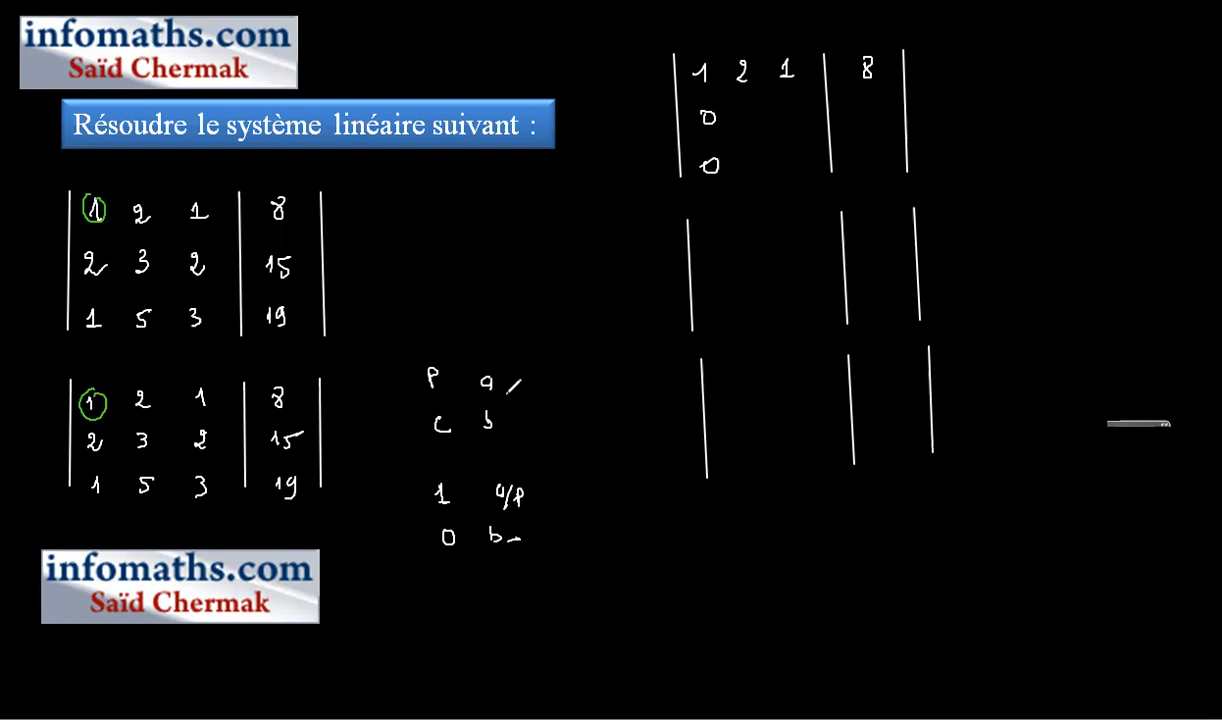 infomaths.com
Saïd Chermak
Résoudre le système linéaire suivant :
1 2 1 8
2 3 2 15
1 5 3 19
1 2 1 8
2 3 2 15
1 5 3 19
P a
c b
1 a/P
0 b-
1 2 1 8
0
0
infomaths.com
Saïd Chermak